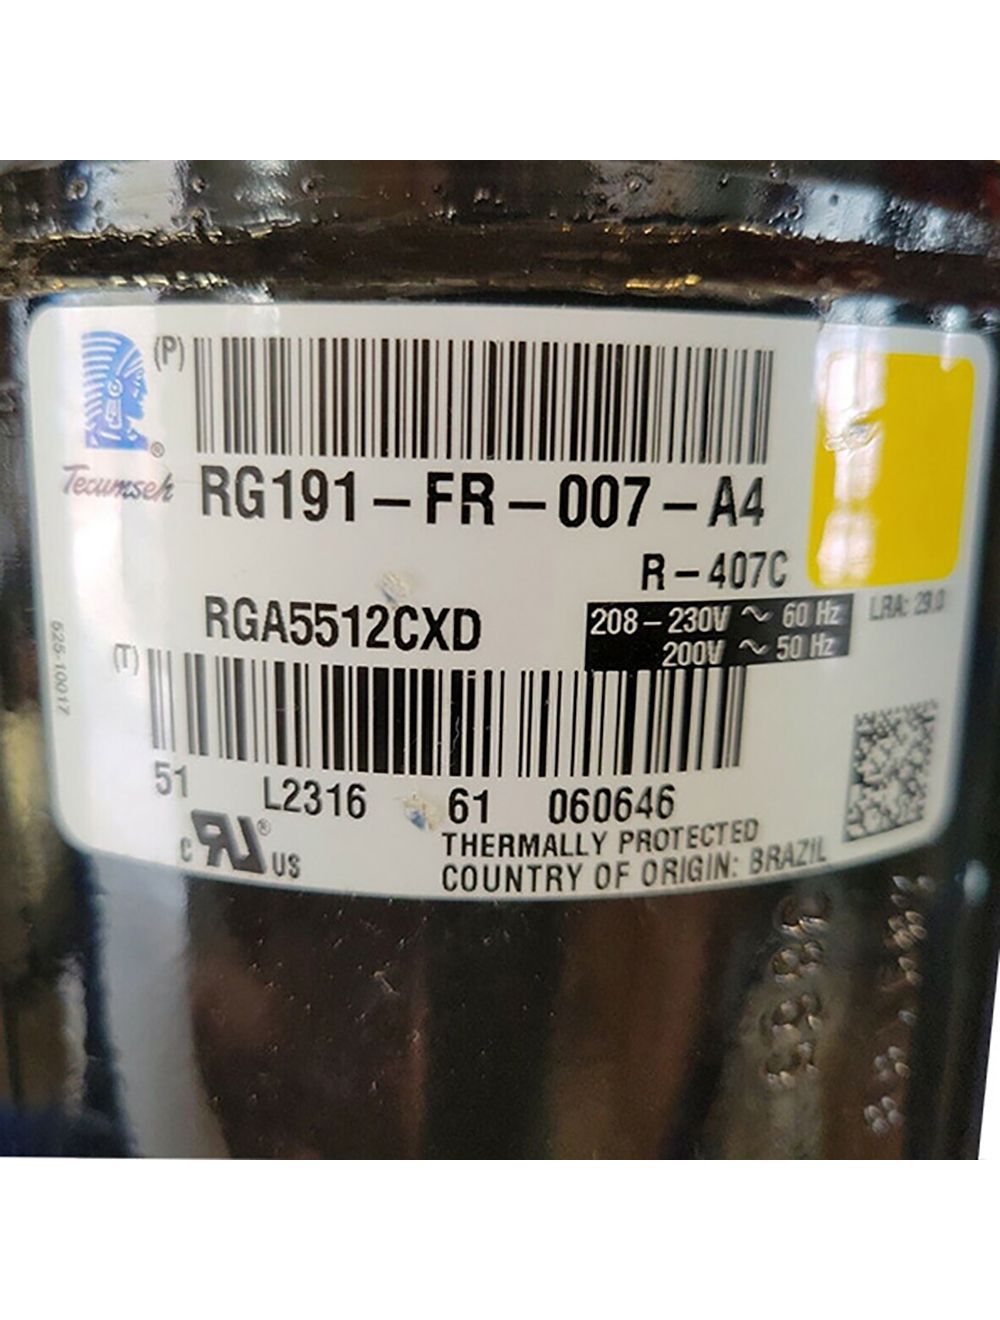 (P)
Tecumseh
RG191-FR-007-A4
R-407C
RGA5512CXD
208-230V ~ 60 Hz
200V ~ 50 Hz
LRA: 29.0
(T)
525-10017
51 L2316 61 060646
c RU® US
THERMALLY PROTECTED
COUNTRY OF ORIGIN: BRAZIL